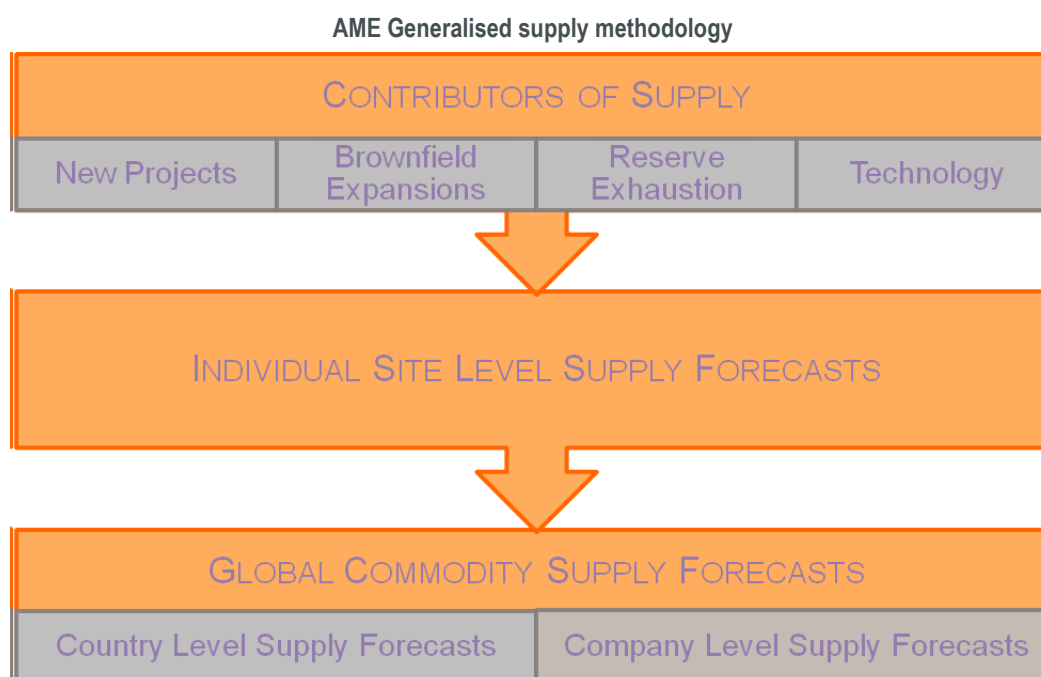 AME Generalised supply methodology
CONTRIBUTORS OF SUPPLY
New Projects
Brownfield
Expansions
Reserve
Exhaustion
Technology
INDIVIDUAL SITE LEVEL SUPPLY FORECASTS
GLOBAL COMMODITY SUPPLY FORECASTS
Country Level Supply Forecasts
Company Level Supply Forecasts